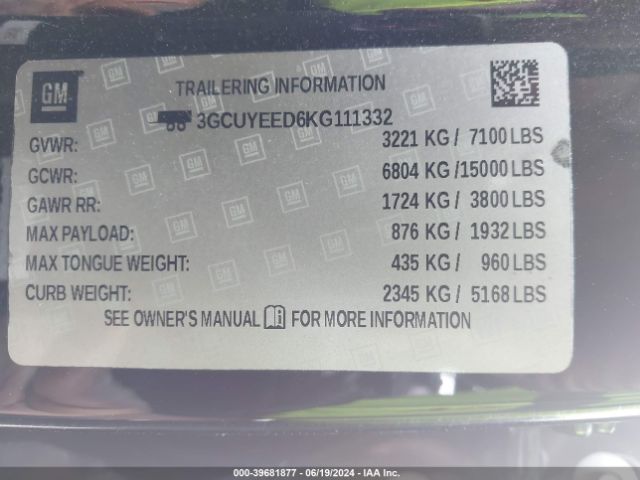 GM
TRAILERING INFORMATION
3GCUYEED6KG111332
GVWR: 3221 KG / 7100 LBS
GCWR: 6804 KG / 15000 LBS
GAWR RR: 1724 KG / 3800 LBS
MAX PAYLOAD: 876 KG / 1932 LBS
MAX TONGUE WEIGHT: 435 KG / 960 LBS
CURB WEIGHT: 2345 KG / 5168 LBS
SEE OWNER'S MANUAL i FOR MORE INFORMATION
000-39681877 - 06/19/2024 - IAA Inc.